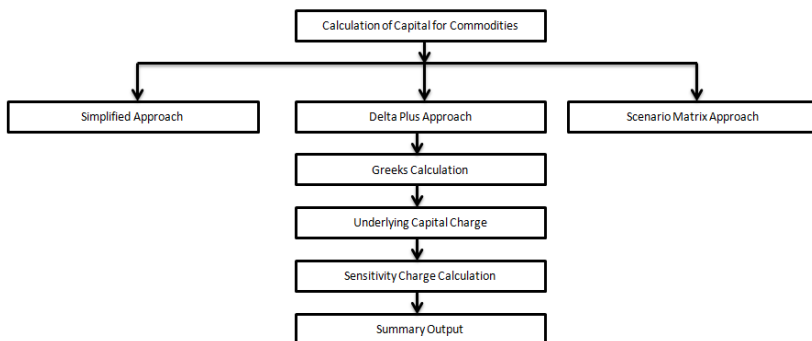 Calculation of Capital for Commodities
Simplified Approach
Delta Plus Approach
Scenario Matrix Approach
Greeks Calculation
Underlying Capital Charge
Sensitivity Charge Calculation
Summary Output